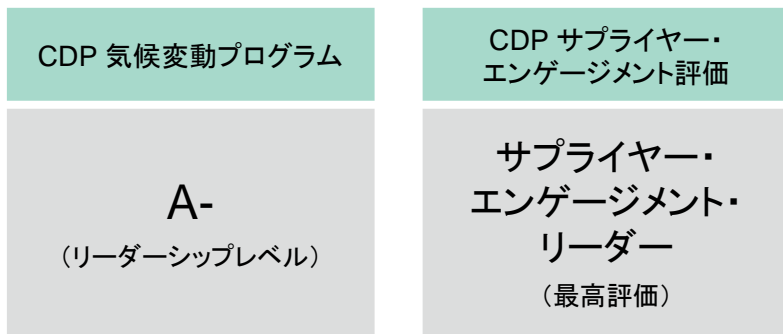 CDP 気候変動プログラム
A-
（リーダーシップレベル）
CDP サプライヤー・
エンゲージメント評価
サプライヤー・
エンゲージメント・
リーダー
（最高評価）